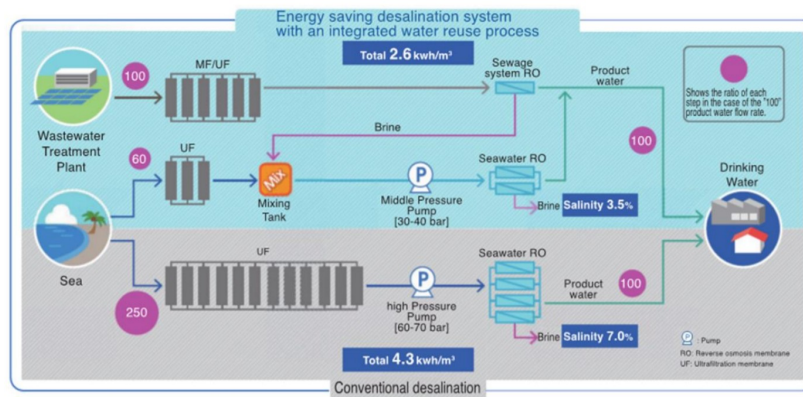 Energy saving desalination system
with an integrated water reuse process
Total 2.6 kwh/m³
100
MF/UF
Sewage
system RO
Product
water
Shows the ratio of each
step in the case of the "100"
product water flow rate.
Wastewater
Treatment
Plant
Brine
100
60
UF
Mix
Mixing
Tank
P
Middle Pressure
Pump
[30-40 bar]
Seawater RO
Brine
Salinity 3.5%
Drinking
Water
Sea
250
UF
P
high Pressure
Pump
[60-70 bar]
Seawater RO
Product
water
100
Brine
Salinity 7.0%
P : Pump
RO: Reverse osmosis membrane
UF: Ultrafiltration membrane
Total 4.3 kwh/m³
Conventional desalination